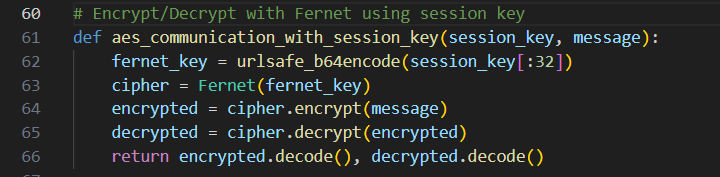 60 # Encrypt/Decrypt with Fernet using session key
61 def aes_communication_with_session_key(session_key, message):
62     fernet_key = urlsafe_b64encode(session_key[:32])
63     cipher = Fernet(fernet_key)
64     encrypted = cipher.encrypt(message)
65     decrypted = cipher.decrypt(encrypted)
66     return encrypted.decode(), decrypted.decode()